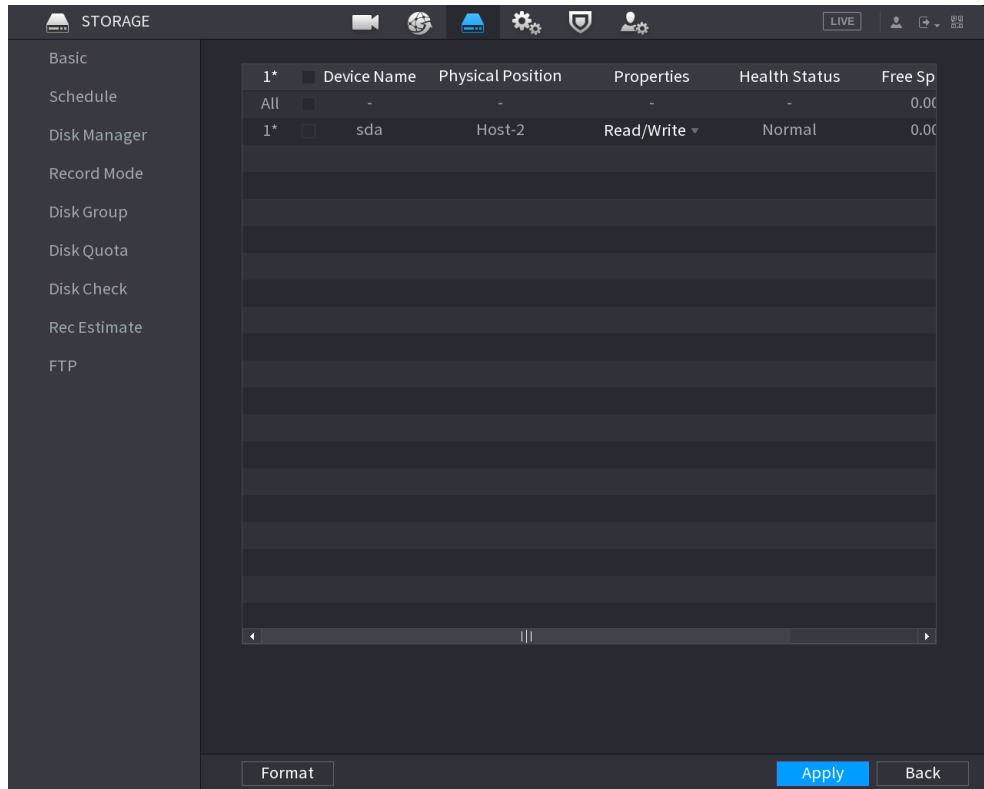 STORAGE
LIVE
Basic
Schedule
Disk Manager
Record Mode
Disk Group
Disk Quota
Disk Check
Rec Estimate
FTP
1* Device Name Physical Position Properties Health Status Free Sp
All - - - - 0.00
1* sda Host-2 Read/Write Normal 0.00
Format Apply Back